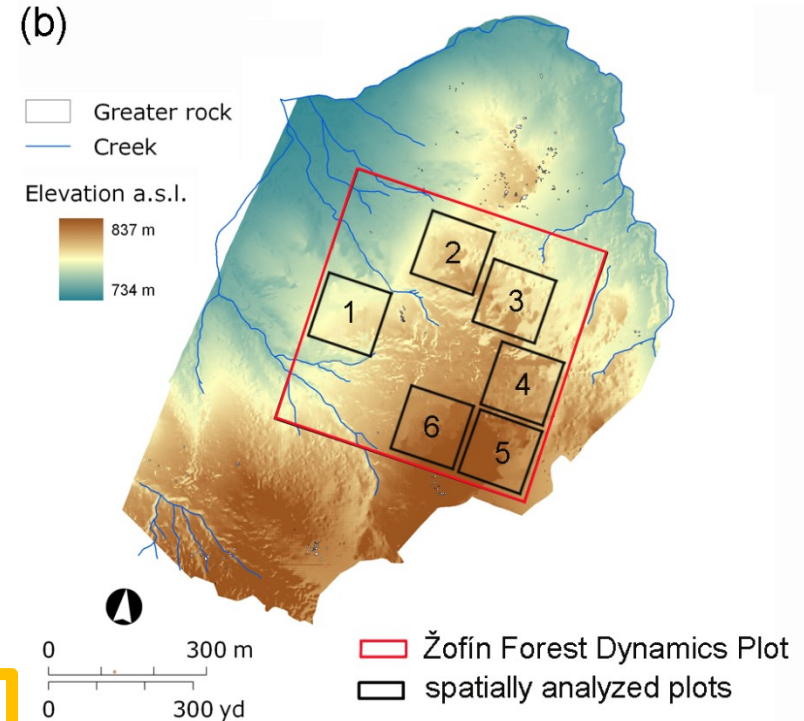 (b)
Greater rock
Creek
Elevation a.s.l.
837 m
734 m
1
2
3
4
5
6
0 300 m
0 300 yd
Žofín Forest Dynamics Plot
spatially analyzed plots